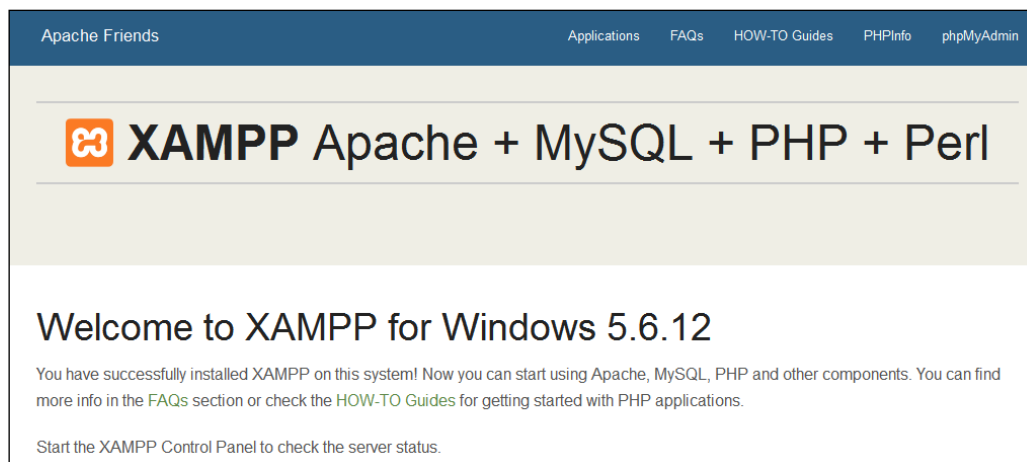 Apache Friends
Applications FAQs HOW-TO Guides PHPInfo phpMyAdmin
XAMPP Apache + MySQL + PHP + Perl
Welcome to XAMPP for Windows 5.6.12
You have successfully installed XAMPP on this system! Now you can start using Apache, MySQL, PHP and other components. You can find
more info in the FAQs section or check the HOW-TO Guides for getting started with PHP applications.
Start the XAMPP Control Panel to check the server status.